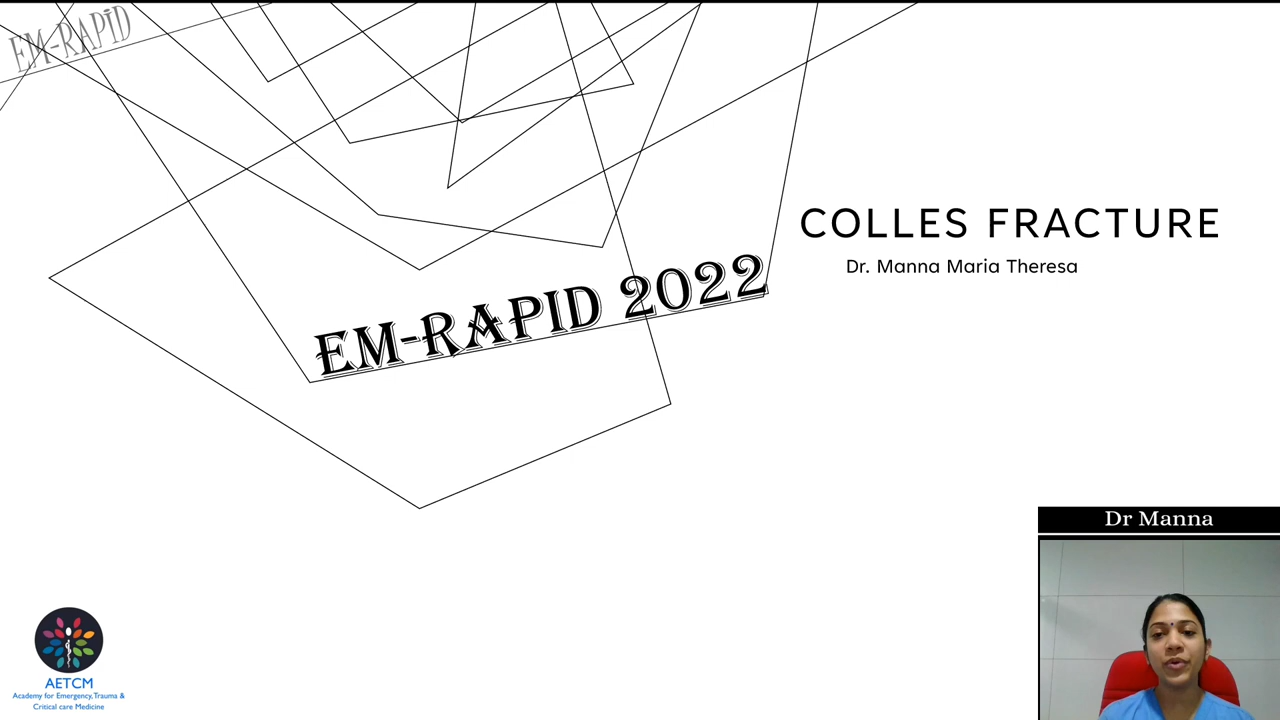 EM-RAPiD
COLLES FRACTURE
Dr. Manna Maria Theresa
EM-RAPID 2022
Dr Manna
AETCM
Academy for Emergency, Trauma &
Critical care Medicine